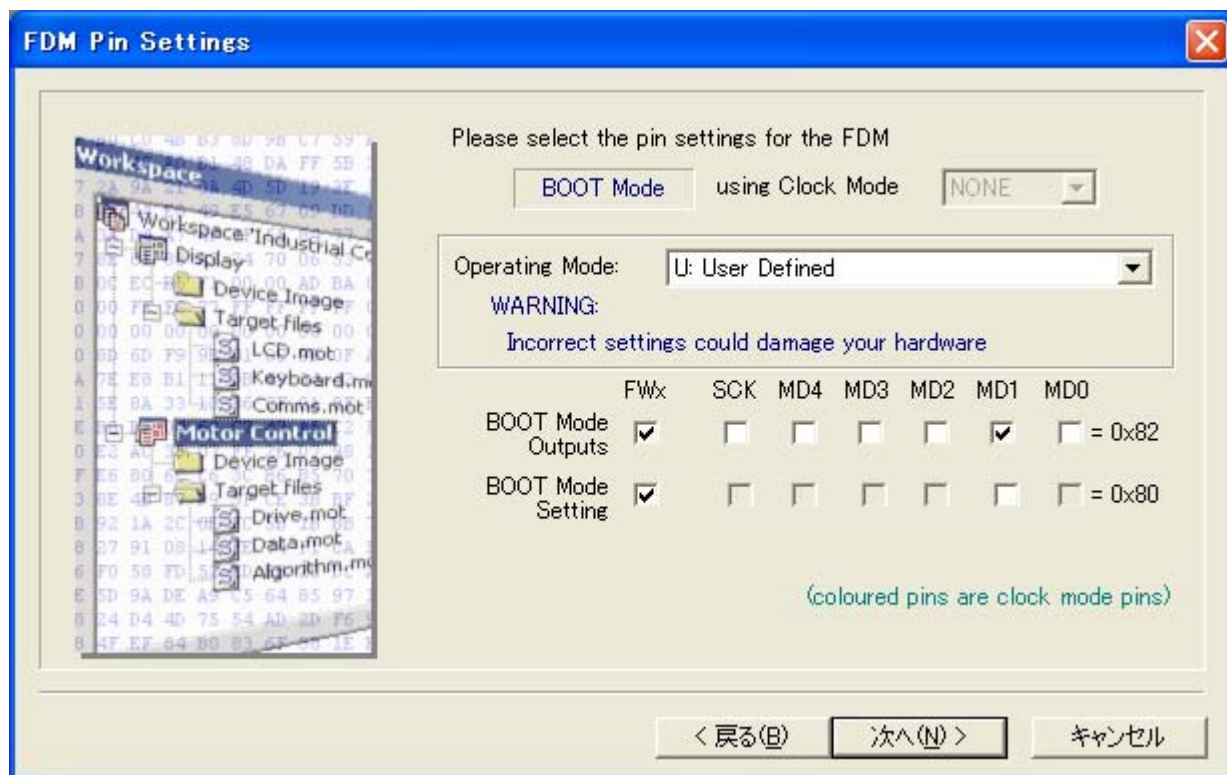 FDM Pin Settings
Please select the pin settings for the FDM
BOOT Mode using Clock Mode NONE
Operating Mode: U: User Defined
WARNING:
Incorrect settings could damage your hardware
FWx SCK MD4 MD3 MD2 MD1 MD0
BOOT Mode
Outputs = 0x82
BOOT Mode
Setting = 0x80
(coloured pins are clock mode pins)
Workspace
Workspace 'Industrial Co
Display
Device Image
Target files
LCD.mot
Keyboard.mo
Comms.mot
Motor Control
Device Image
Target files
Drive.mot
Data.mot
Algorithm.mo
< 戻る(B) 次へ(N) > キャンセル